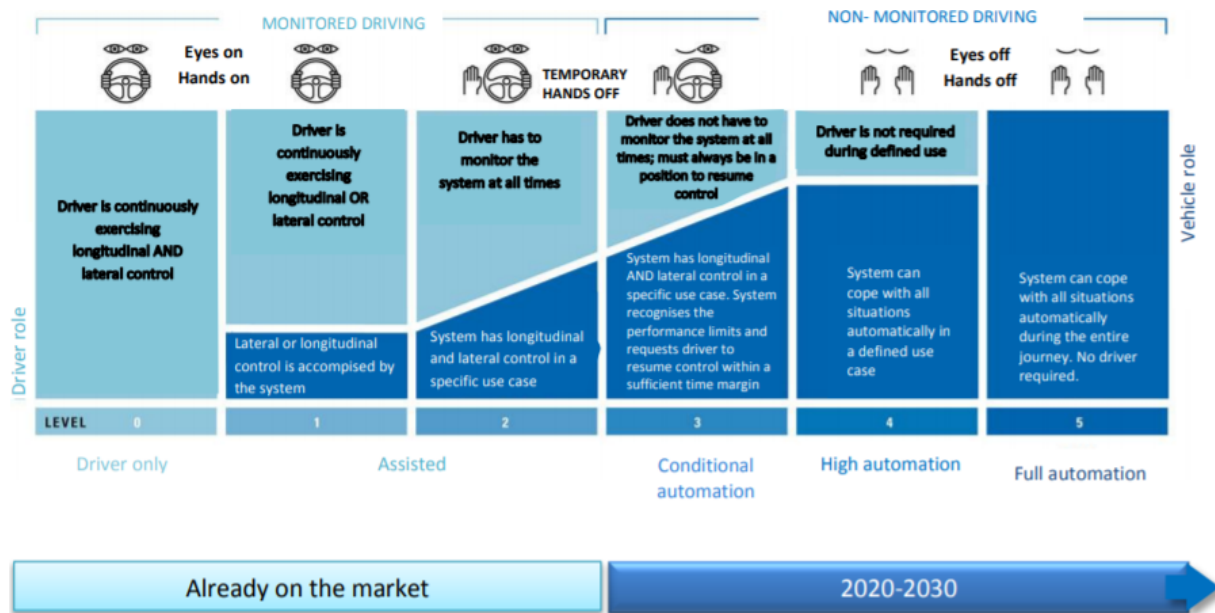 MONITORED DRIVING
NON- MONITORED DRIVING
Eyes on
Hands on
TEMPORARY
HANDS OFF
Eyes off
Hands off
Driver role
Driver is continuously
exercising
longitudinal AND
lateral control
Driver is
continuously
exercising
longitudinal OR
lateral control
Lateral or longitudinal
control is accompised by
the system
Driver has to
monitor the
system at all times
System has longitudinal
and lateral control in a
specific use case
Driver does not have to
monitor the system at all
times; must always be in a
position to resume
control
System has longitudinal
AND lateral control in a
specific use case. System
recognises the
performance limits and
requests driver to
resume control within a
sufficient time margin
Driver is not required
during defined use
System can
cope with all
situations
automatically in
a defined use
case
System can cope
with all situations
automatically
during the entire
journey. No driver
required.
Vehicle role
LEVEL 0 1 2 3 4 5
Driver only
Assisted
Conditional
automation
High automation
Full automation
Already on the market
2020-2030